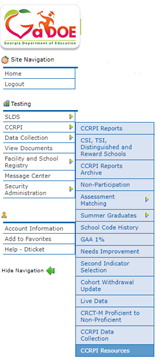 GaDOE
Georgia Department of Education
Site Navigation
Home
Logout
Testing
SLDS
CCRPI
Data Collection
View Documents
Facility and School
Registry
Message Center
Security
Administration
Account Information
Add to Favorites
Help - Dticket
Hide Navigation
CCRPI Reports
CSI, TSI,
Distinguished and
Reward Schools
CCRPI Reports
Archive
Non-Participation
Assessment
Matching
Summer Graduates
School Code History
GAA 1%
Needs Improvement
Second Indicator
Selection
Cohort Withdrawal
Update
Live Data
CRCT-M Proficient to
Non-Proficient
CCRPI Data
Collection
CCRPI Resources